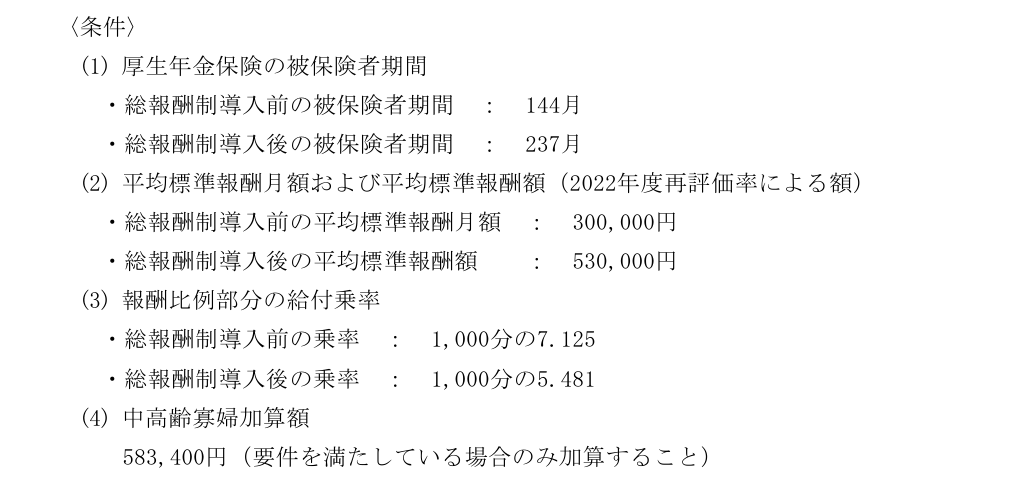 〈条件〉
(1) 厚生年金保険の被保険者期間
・総報酬制導入前の被保険者期間 : 144月
・総報酬制導入後の被保険者期間 : 237月
(2) 平均標準報酬月額および平均標準報酬額（2022年度再評価率による額）
・総報酬制導入前の平均標準報酬月額 : 300,000円
・総報酬制導入後の平均標準報酬額 : 530,000円
(3) 報酬比例部分の給付乗率
・総報酬制導入前の乗率 : 1,000分の7.125
・総報酬制導入後の乗率 : 1,000分の5.481
(4) 中高齢寡婦加算額
583,400円（要件を満たしている場合のみ加算すること）